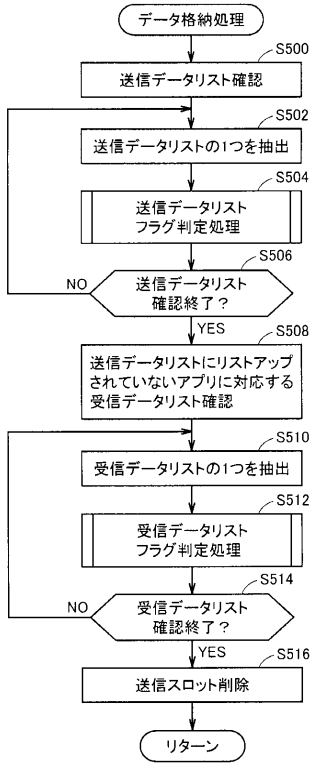 データ格納処理
S500
送信データリスト確認
S502
送信データリストの1つを抽出
S504
送信データリスト
フラグ判定処理
S506
送信データリスト
確認終了？
NO
YES
S508
送信データリストにリストアップ
されていないアプリに対応する
受信データリスト確認
S510
受信データリストの1つを抽出
S512
受信データリスト
フラグ判定処理
S514
受信データリスト
確認終了？
NO
YES
S516
送信スロット削除
リターン